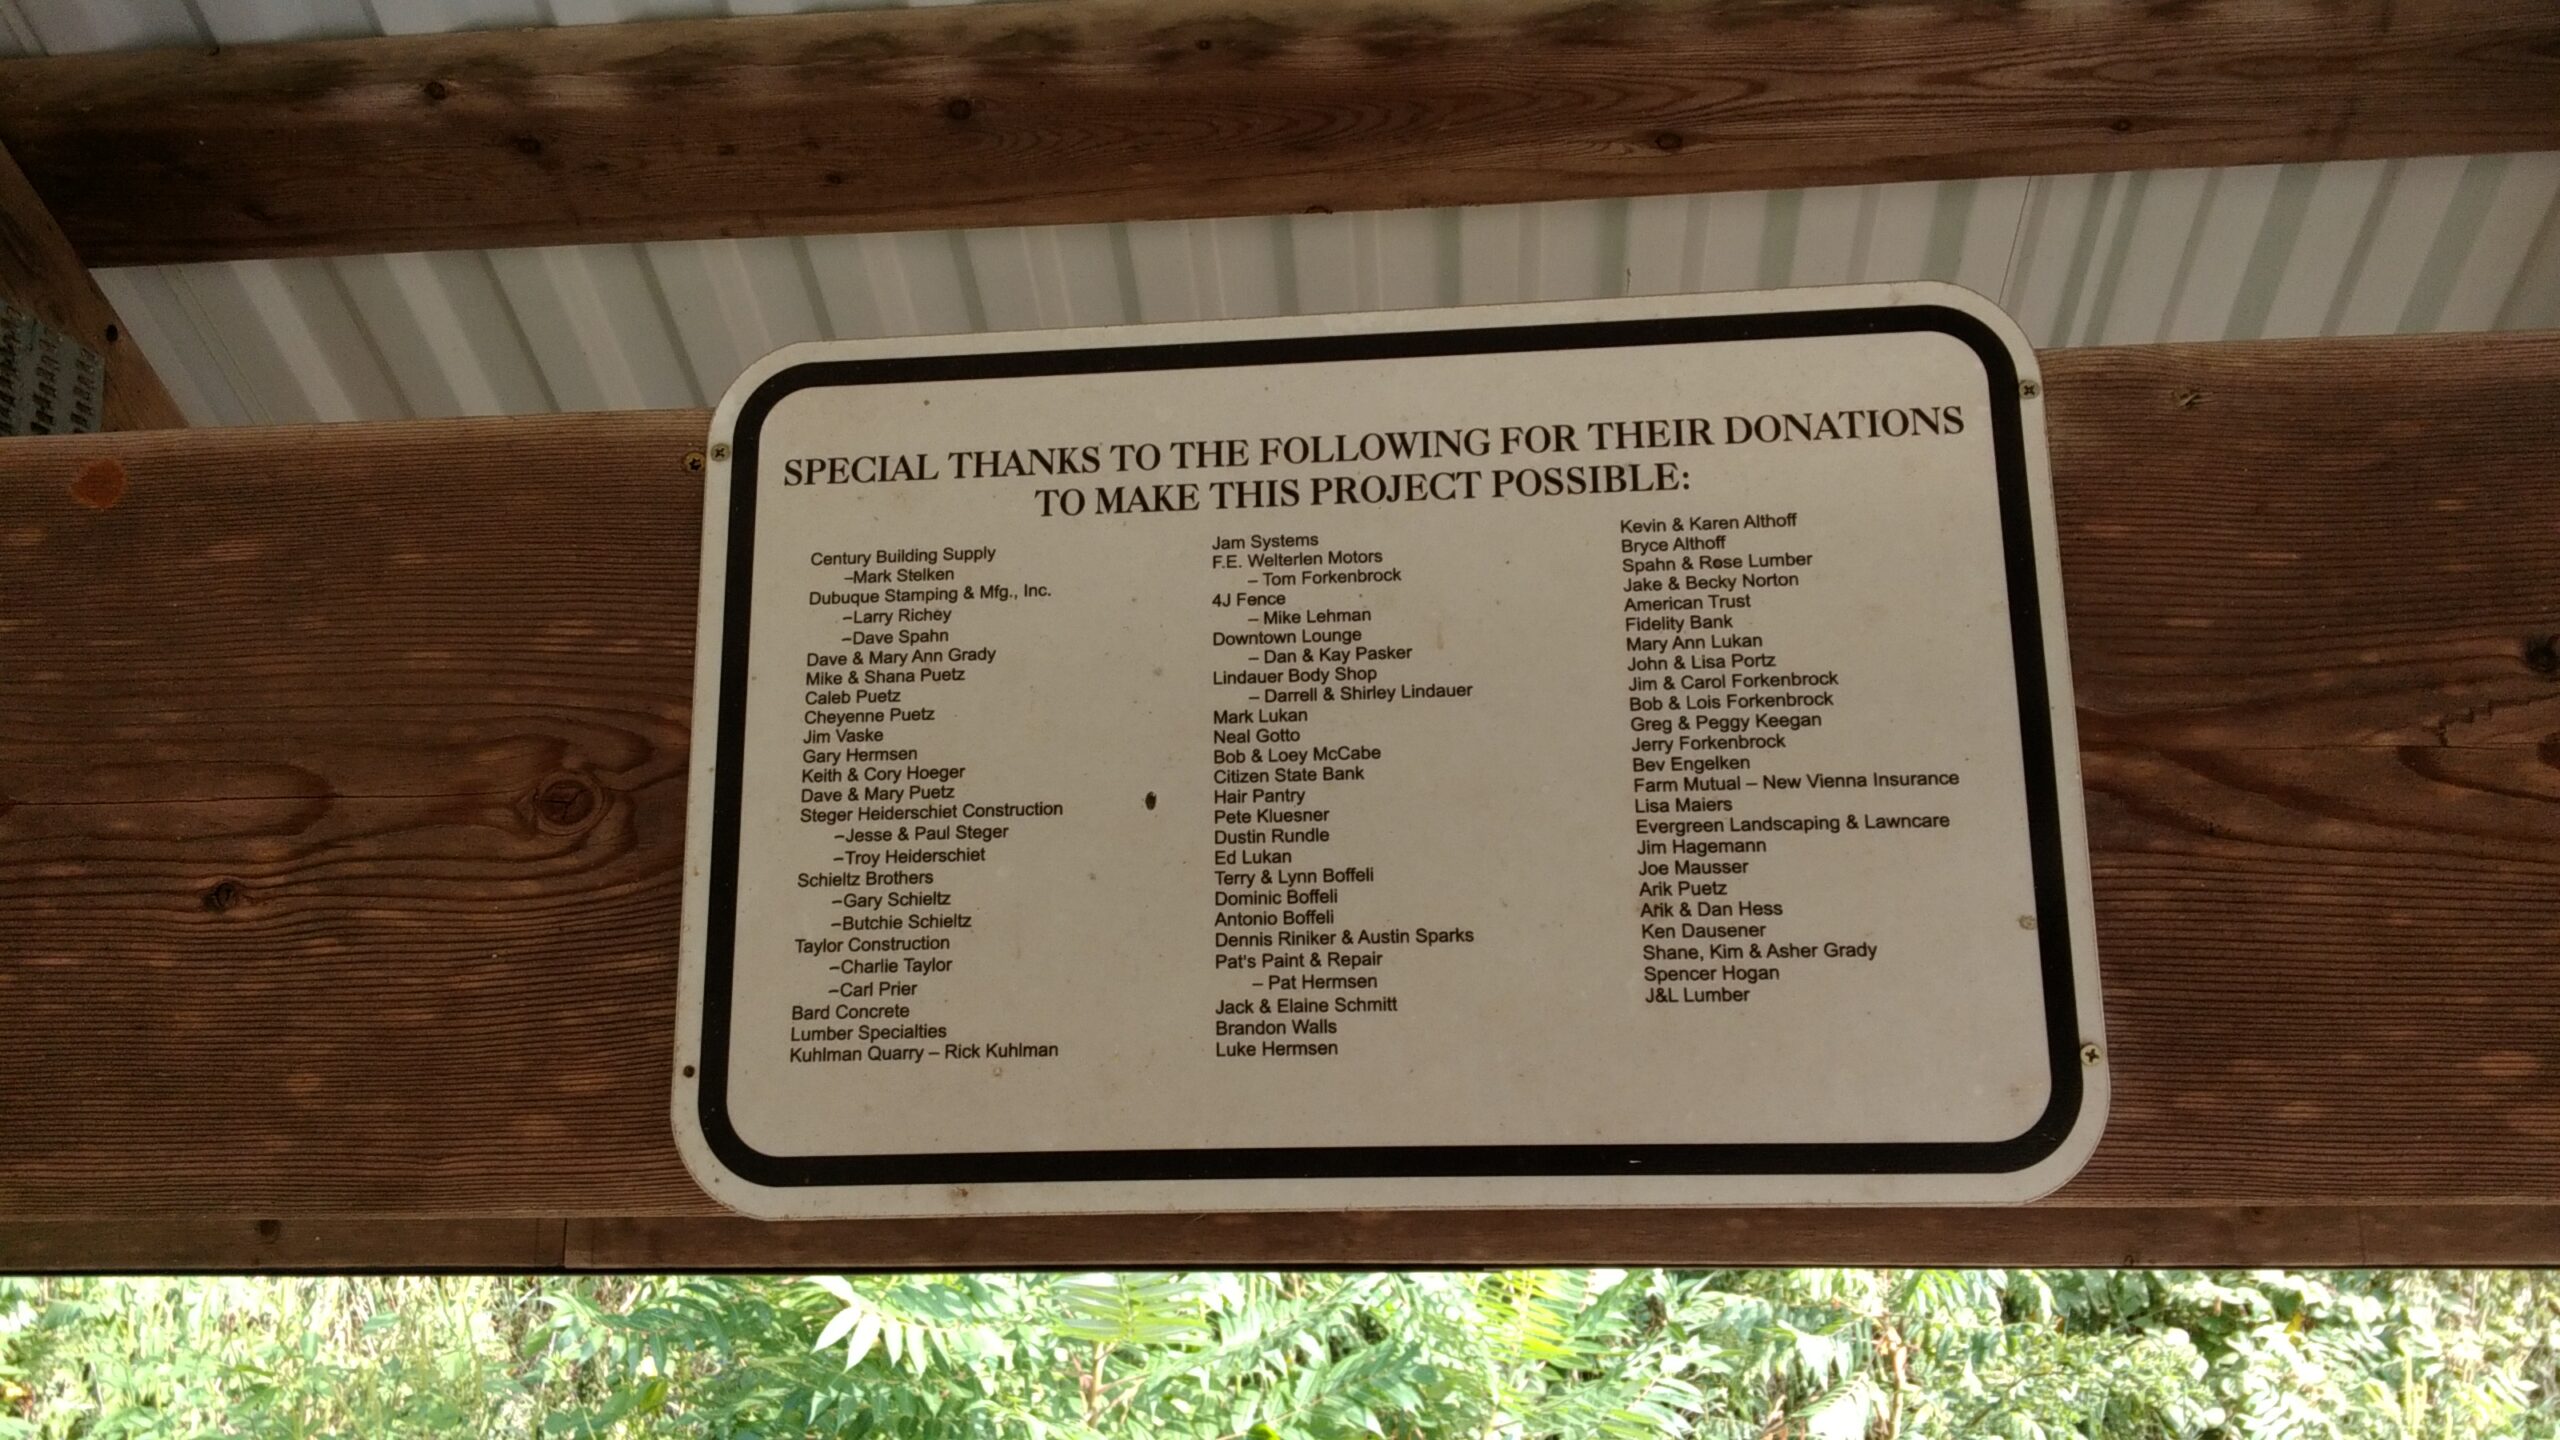 SPECIAL THANKS TO THE FOLLOWING FOR THEIR DONATIONS
TO MAKE THIS PROJECT POSSIBLE:
Century Building Supply
–Mark Stelken
Dubuque Stamping & Mfg., Inc.
–Larry Richey
–Dave Spahn
Dave & Mary Ann Grady
Mike & Shana Puetz
Caleb Puetz
Cheyenne Puetz
Jim Vaske
Gary Hermsen
Keith & Cory Hoeger
Dave & Mary Puetz
Steger Heiderschiet Construction
–Jesse & Paul Steger
–Troy Heiderschiet
Schieltz Brothers
–Gary Schieltz
–Butchie Schieltz
Taylor Construction
–Charlie Taylor
–Carl Prier
Bard Concrete
Lumber Specialties
Kuhlman Quarry – Rick Kuhlman
Jam Systems
F.E. Welterlen Motors
– Tom Forkenbrock
4J Fence
– Mike Lehman
Downtown Lounge
– Dan & Kay Pasker
Lindauer Body Shop
– Darrell & Shirley Lindauer
Mark Lukan
Neal Gotto
Bob & Loey McCabe
Citizen State Bank
Hair Pantry
Pete Kluesner
Dustin Rundle
Ed Lukan
Terry & Lynn Boffeli
Dominic Boffeli
Antonio Boffeli
Dennis Riniker & Austin Sparks
Pat's Paint & Repair
– Pat Hermsen
Jack & Elaine Schmitt
Brandon Walls
Luke Hermsen
Kevin & Karen Althoff
Bryce Althoff
Spahn & Rose Lumber
Jake & Becky Norton
American Trust
Fidelity Bank
Mary Ann Lukan
John & Lisa Portz
Jim & Carol Forkenbrock
Bob & Lois Forkenbrock
Greg & Peggy Keegan
Jerry Forkenbrock
Bev Engelken
Farm Mutual – New Vienna Insurance
Lisa Maiers
Evergreen Landscaping & Lawncare
Jim Hagemann
Joe Mausser
Arik Puetz
Arik & Dan Hess
Ken Dausener
Shane, Kim & Asher Grady
Spencer Hogan
J&L Lumber